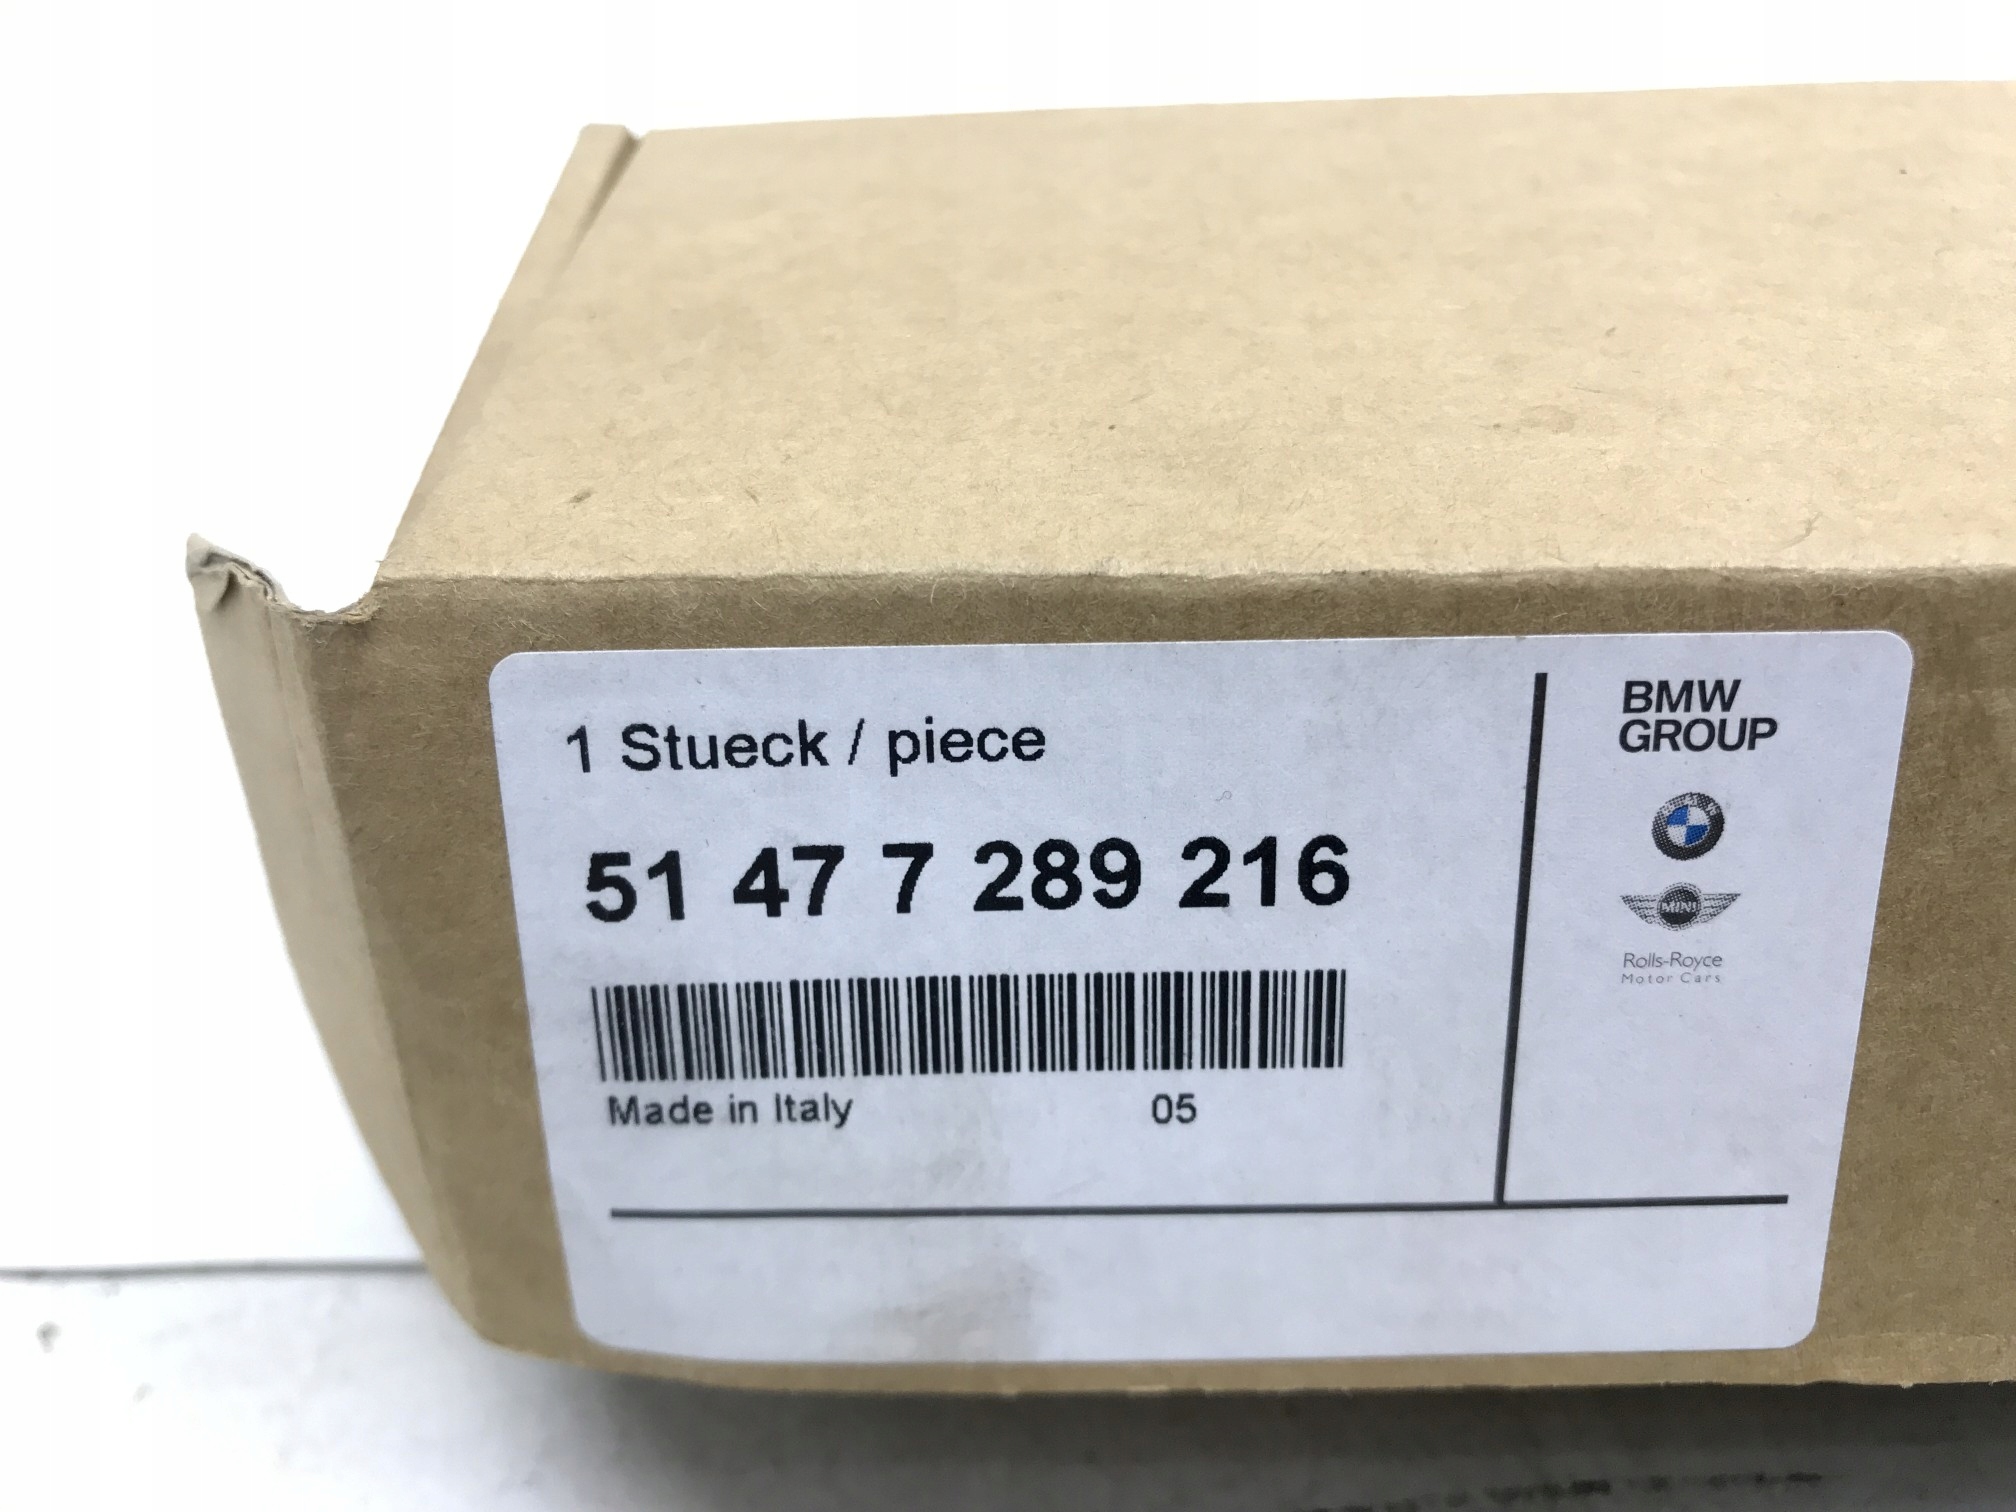 1 Stueck / piece
51 47 7 289 216
Made in Italy 05
BMW
GROUP
MINI
Rolls-Royce
Motor Cars